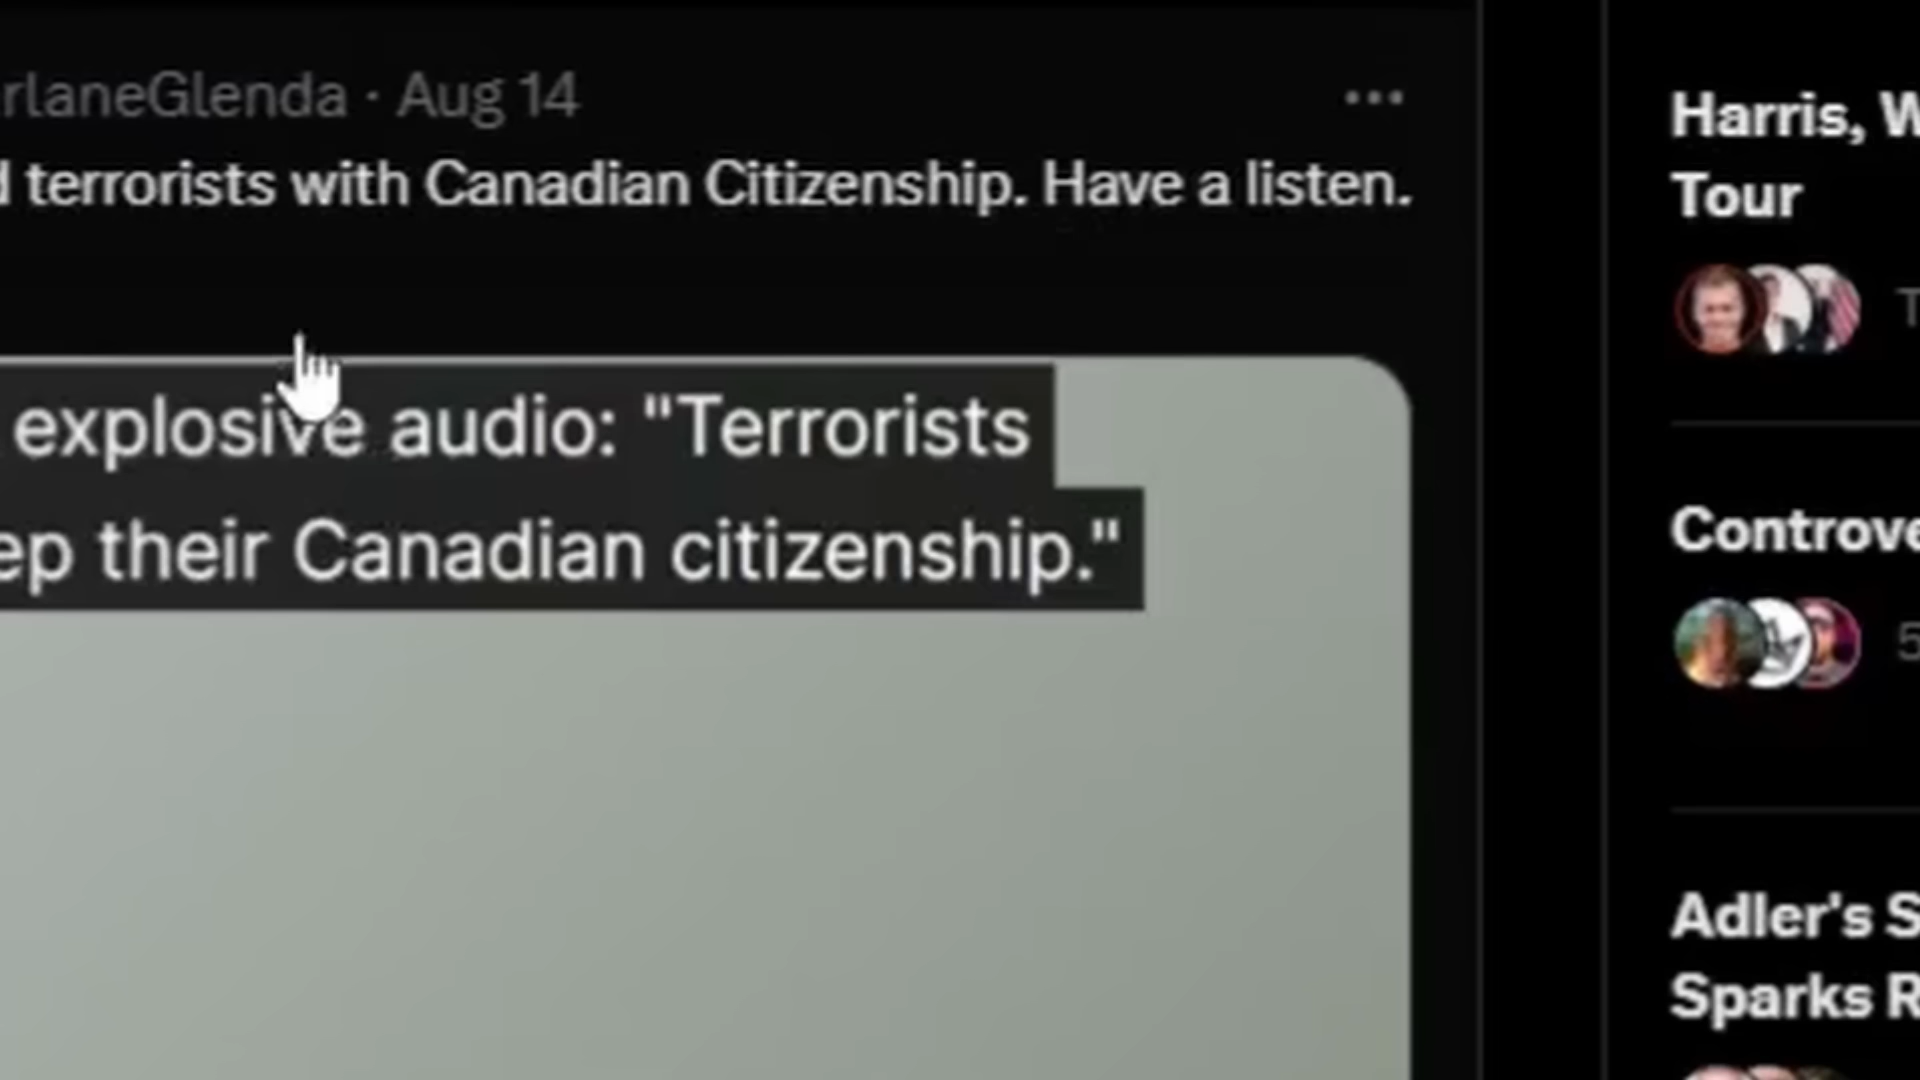 rlaneGlenda · Aug 14
terrorists with Canadian Citizenship. Have a listen.
explosive audio: "Terrorists
ep their Canadian citizenship."
Harris, W
Tour
T
Controve
5
Adler's S
Sparks R